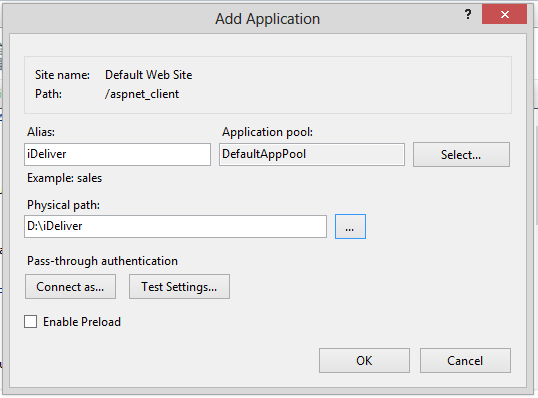 Add Application
?
Site name: Default Web Site
Path: /aspnet_client
Alias: Application pool:
iDeliver DefaultAppPool Select...
Example: sales
Physical path:
D:\iDeliver ...
Pass-through authentication
Connect as... Test Settings...
Enable Preload
OK Cancel